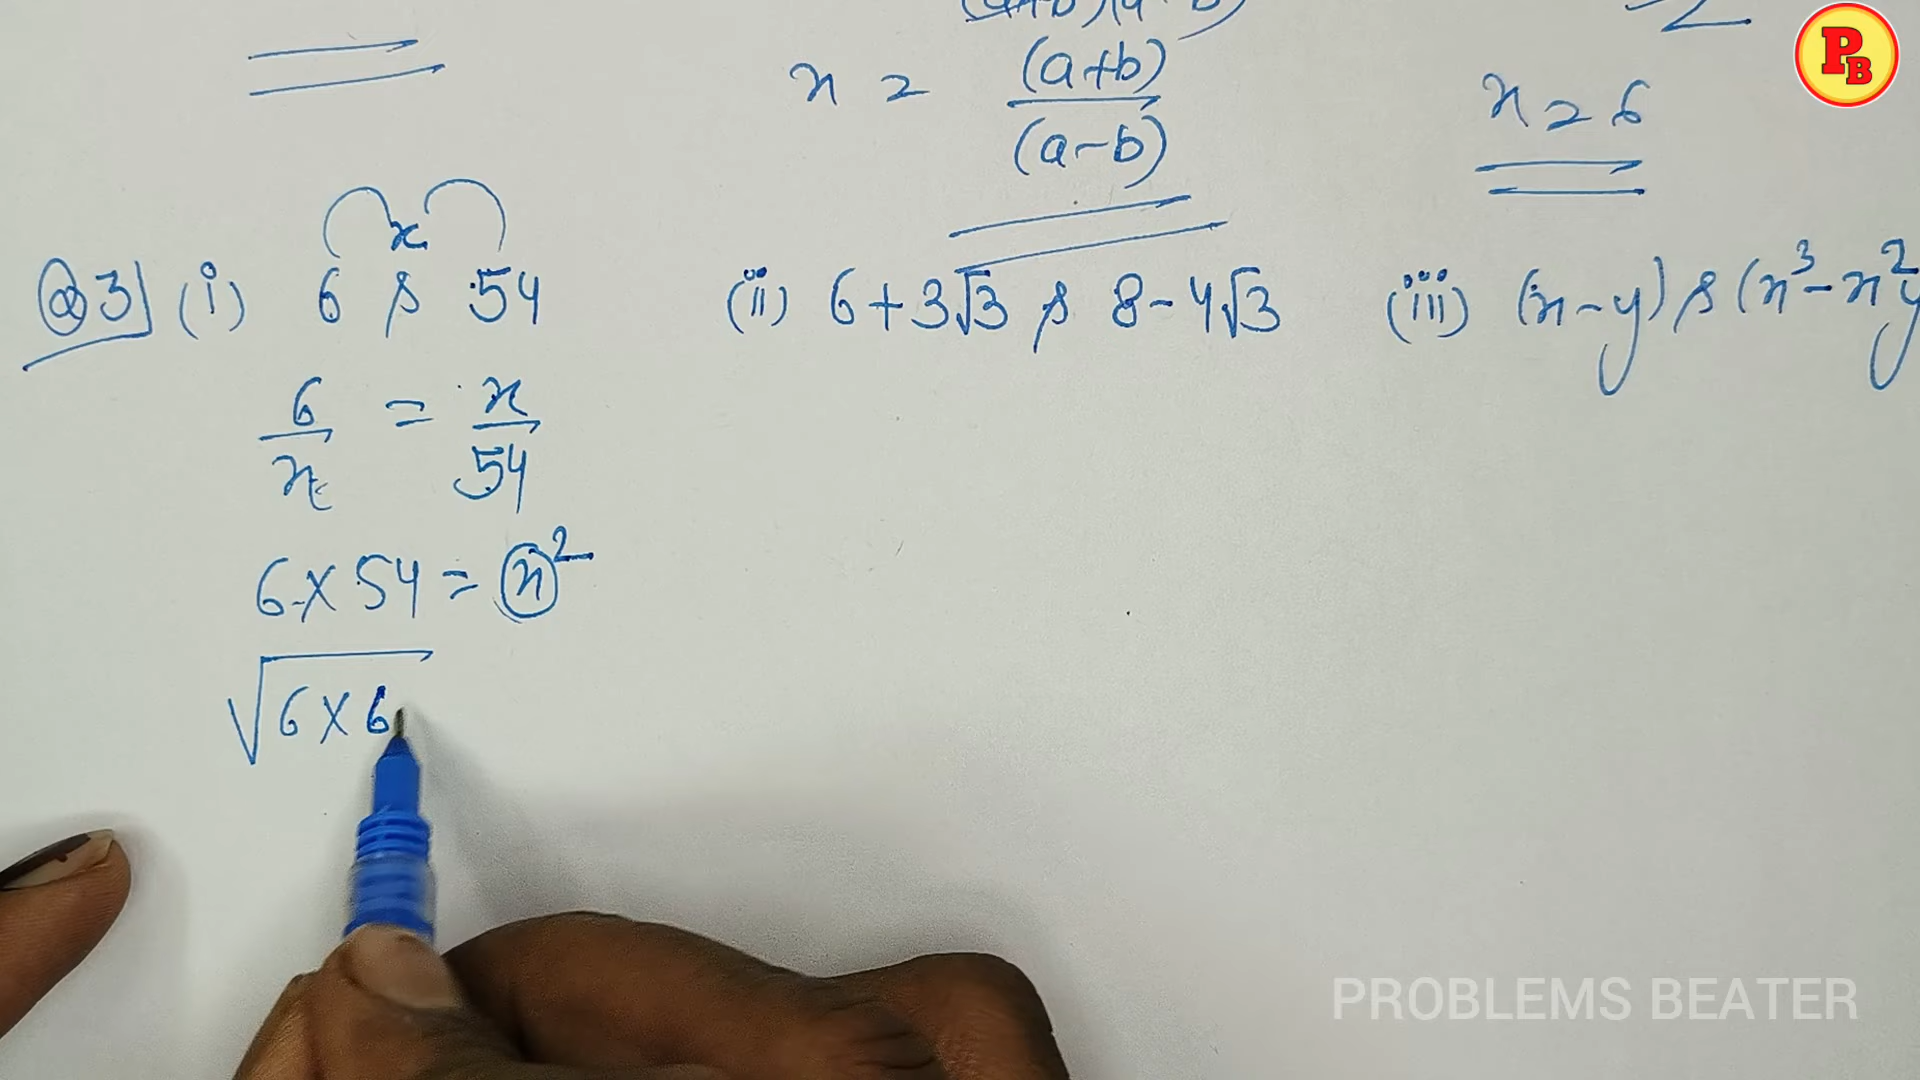 (a+b)(a-b)
x = (a+b)/(a-b)
x = 6
PB
x
Q3] (i) 6 & 54
(ii) 6+3√3 & 8-4√3
(iii) (x-y) & (x³-x²y
6/x = x/54
6×54 = x²
√6×6
PROBLEMS BEATER